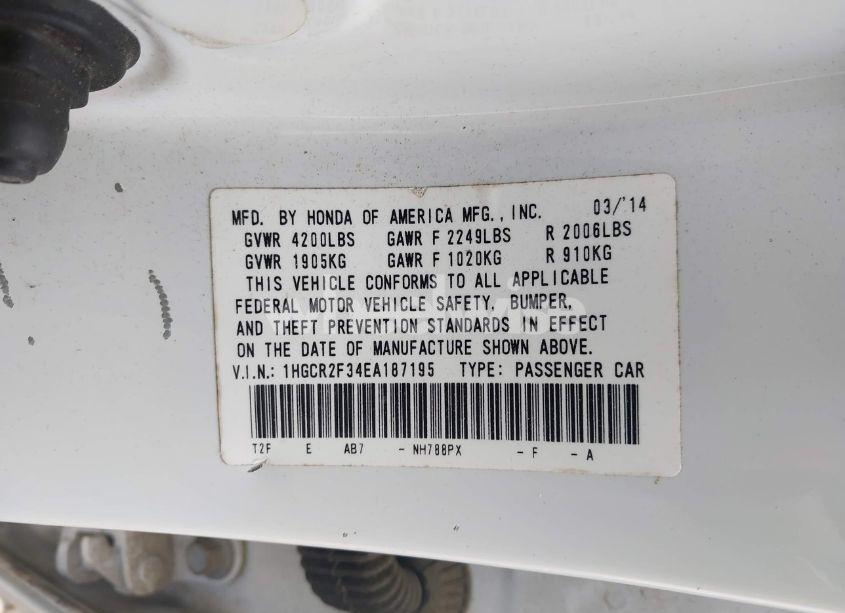 MFD. BY HONDA OF AMERICA MFG., INC. 03/'14
GVWR 4200LBS GAWR F 2249LBS R 2006LBS
GVWR 1905KG GAWR F 1020KG R 910KG
THIS VEHICLE CONFORMS TO ALL APPLICABLE
FEDERAL MOTOR VEHICLE SAFETY, BUMPER,
AND THEFT PREVENTION STANDARDS IN EFFECT
ON THE DATE OF MANUFACTURE SHOWN ABOVE.
V.I.N.: 1HGCR2F34EA187195 TYPE: PASSENGER CAR
T2F E AB7 - NH788PX - F - A